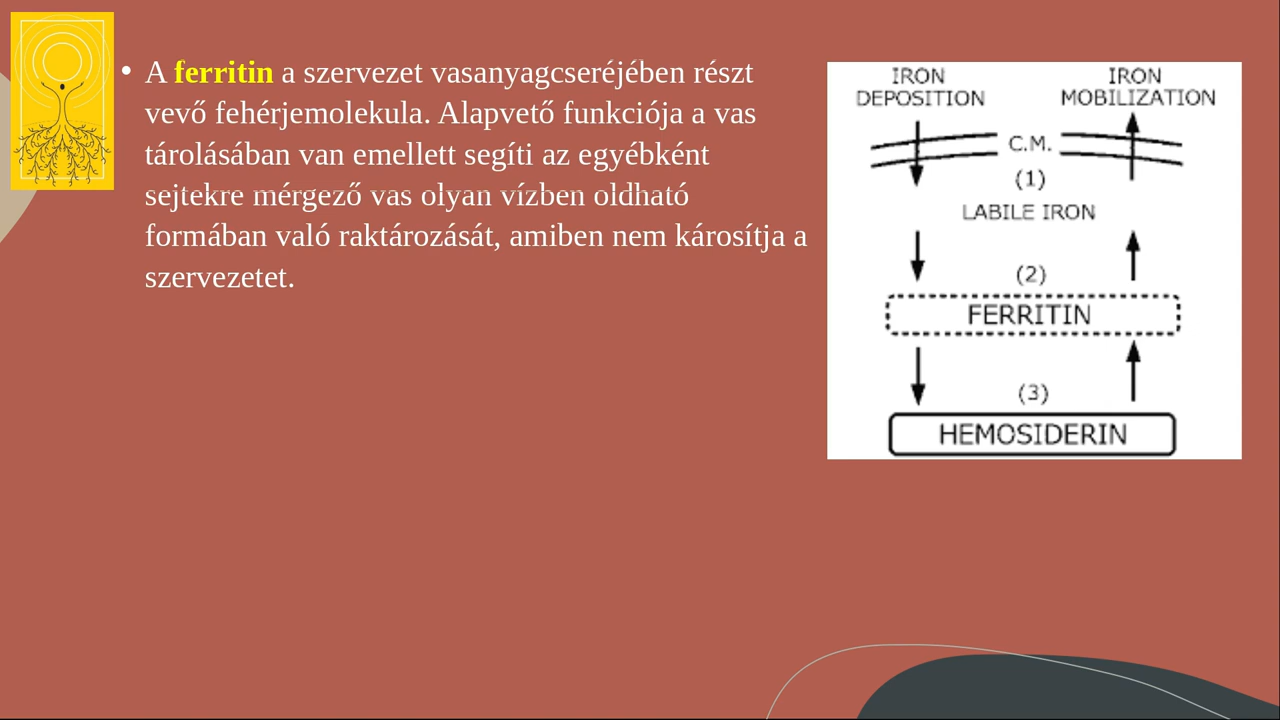 • A ferritin a szervezet vasanyagcseréjében részt
vevő fehérjemolekula. Alapvető funkciója a vas
tárolásában van emellett segíti az egyébként
sejtekre mérgező vas olyan vízben oldható
formában való raktározását, amiben nem károsítja a
szervezetet.
IRON DEPOSITION
IRON MOBILIZATION
C.M.
(1)
LABILE IRON
(2)
FERRITIN
(3)
HEMOSIDERIN